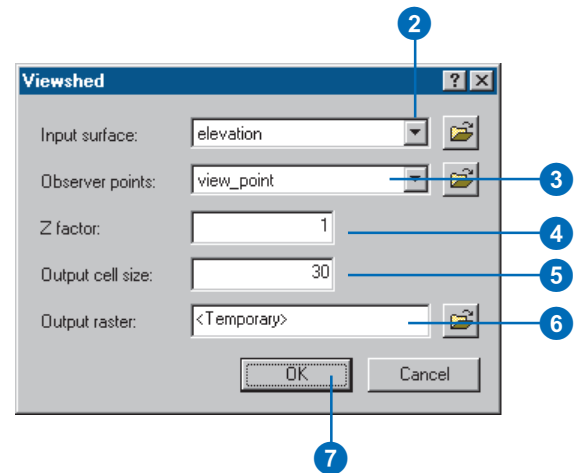 2
Viewshed ? ×
Input surface: elevation
Observer points: view_point 3
Z factor: 1 4
Output cell size: 30 5
Output raster: <Temporary> 6
OK Cancel
7